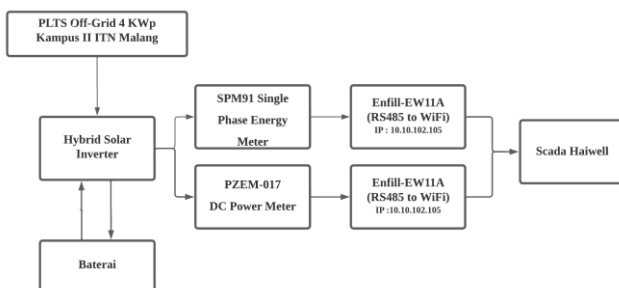 PLTS Off-Grid 4 KWp
Kampus II ITN Malang
Hybrid Solar
Inverter
Baterai
SPM91 Single
Phase Energy
Meter
PZEM-017
DC Power Meter
Enfill-EW11A
(RS485 to WiFi)
IP : 10.10.102.105
Enfill-EW11A
(RS485 to WiFi)
IP :10.10.102.105
Scada Haiwell